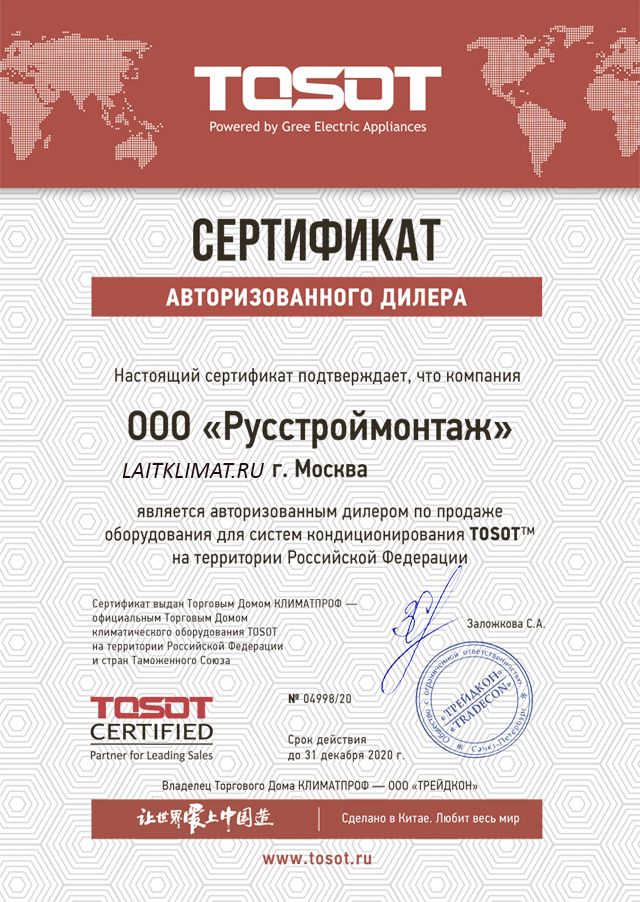 TOSOT
Powered by Gree Electric Appliances
СЕРТИФИКАТ
АВТОРИЗОВАННОГО ДИЛЕРА
Настоящий сертификат подтверждает, что компания
ООО «Русстроймонтаж»
LAITKLIMAT.RU г. Москва
является авторизованным дилером по продаже
оборудования для систем кондиционирования TOSOT™
на территории Российской Федерации
Сертификат выдан Торговым Домом КЛИМАТПРОФ —
официальным Торговым Домом
климатического оборудования TOSOT
на территории Российской Федерации
и стран Таможенного Союза
Заложкова С.А.
Общество с ограниченной ответственностью
«ТРЕЙДКОН»
«TRADECON»
Санкт-Петербург
TOSOT
CERTIFIED
Partner for Leading Sales
№ 04998/20
Срок действия
до 31 декабря 2020 г.
Владелец Торгового Дома КЛИМАТПРОФ — ООО «ТРЕЙДКОН»
让世界爱上中国造
Сделано в Китае. Любит весь мир
www.tosot.ru